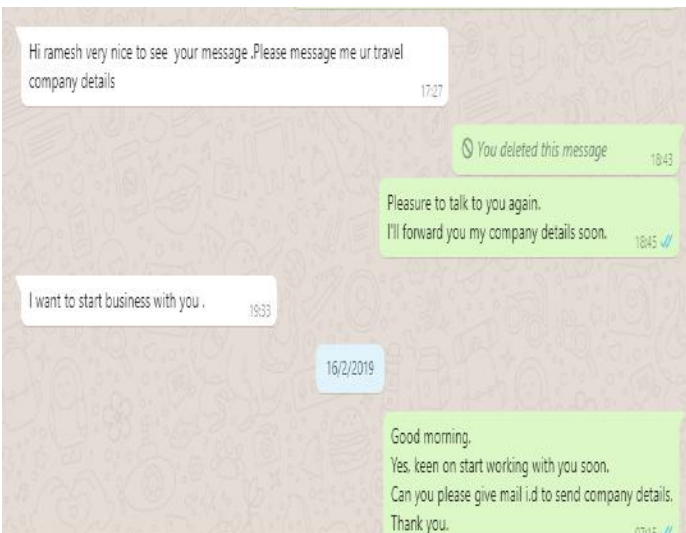 Hi ramesh very nice to see your message .Please message me ur travel
company details
17:27
You deleted this message
18:43
Pleasure to talk to you again.
I'll forward you my company details soon.
18:45
I want to start business with you .
19:33
16/2/2019
Good morning,
Yes, keen on start working with you soon.
Can you please give mail i.d to send company details.
Thank you.
07:15